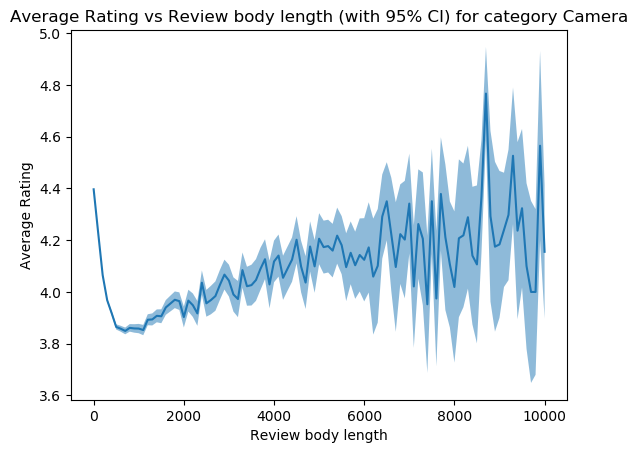 Average Rating vs Review body length (with 95% CI) for category Camera
5.0
4.8
4.6
4.4
4.2
4.0
3.8
3.6
Average Rating
0 2000 4000 6000 8000 10000
Review body length